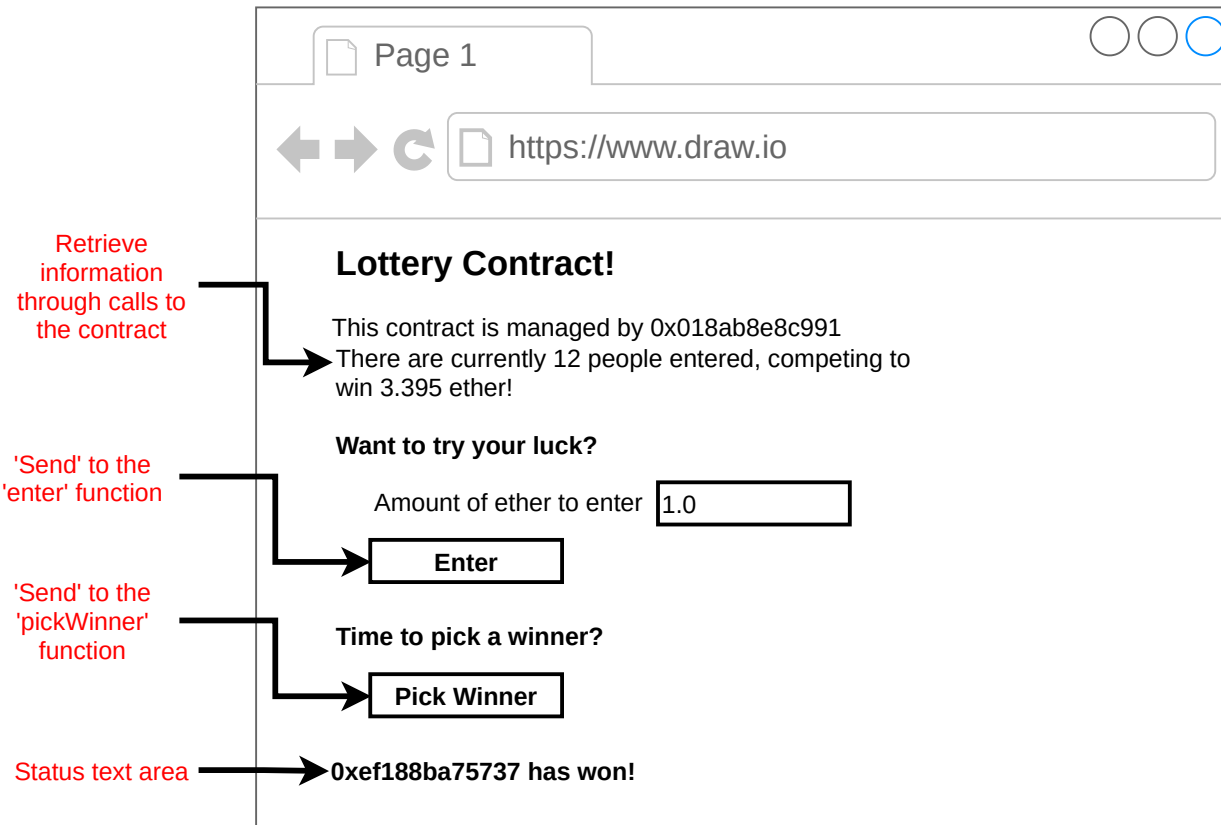 Page 1
https://www.draw.io
Retrieve
information
through calls to
the contract
Lottery Contract!
This contract is managed by 0x018ab8e8c991
There are currently 12 people entered, competing to
win 3.395 ether!
Want to try your luck?
'Send' to the
'enter' function
Amount of ether to enter 1.0
Enter
'Send' to the
'pickWinner'
function
Time to pick a winner?
Pick Winner
Status text area
0xef188ba75737 has won!